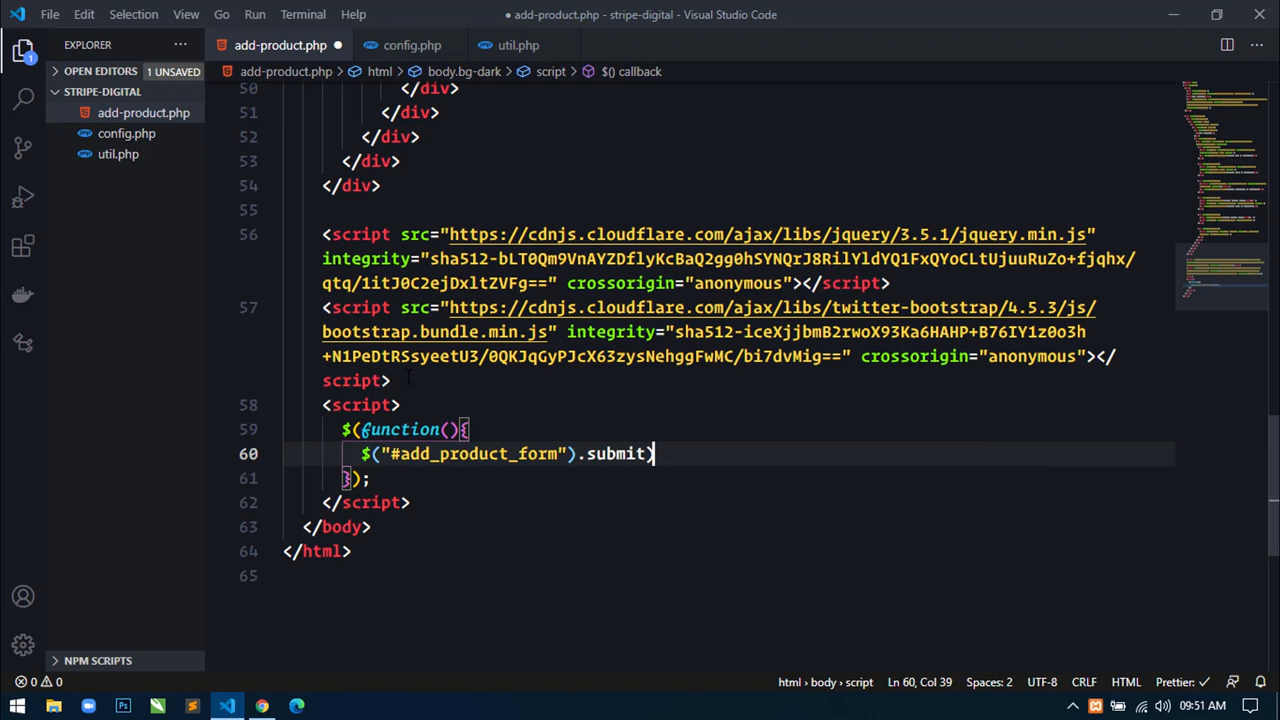 File Edit Selection View Go Run Terminal Help
● add-product.php - stripe-digital - Visual Studio Code
EXPLORER
OPEN EDITORS 1 UNSAVED
STRIPE-DIGITAL
add-product.php
config.php
util.php
NPM SCRIPTS
1
add-product.php ● config.php util.php
add-product.php > html > body.bg-dark > script > $() callback
50 </div>
51 </div>
52 </div>
53 </div>
54 </div>
55
56 <script src="https://cdnjs.cloudflare.com/ajax/libs/jquery/3.5.1/jquery.min.js"
integrity="sha512-bLT0Qm9VnAYZDflyKcBaQ2gg0hSYNQrJ8RilYldYQ1FxQYoCLtUjuuRuZo+fjqhx/
qtq/1itJ0C2ejDxltZVFg==" crossorigin="anonymous"></script>
57 <script src="https://cdnjs.cloudflare.com/ajax/libs/twitter-bootstrap/4.5.3/js/
bootstrap.bundle.min.js" integrity="sha512-iceXjjbmB2rwoX93Ka6HAHP+B76IY1z0o3h
+N1PeDtRSsyeetU3/0QKJqGyPJcX63zysNehggFwMC/bi7dvMig==" crossorigin="anonymous"></
script>
58 <script>
59 $(function(){
60 $("#add_product_form").submit)
61 });
62 </script>
63 </body>
64 </html>
65
0 0
html > body > script Ln 60, Col 39 Spaces: 2 UTF-8 CRLF HTML Prettier: ✓
09:51 AM